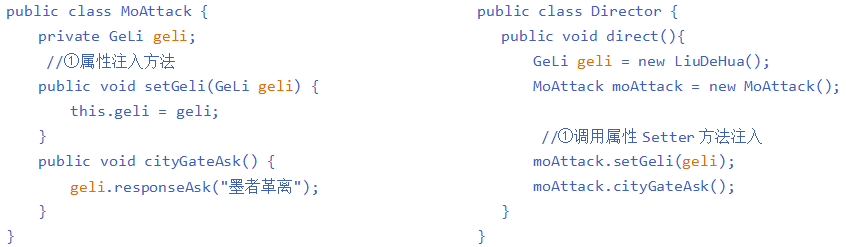 public class MoAttack {
private GeLi geli;
//①属性注入方法
public void setGeli(GeLi geli) {
this.geli = geli;
}
public void cityGateAsk() {
geli.responseAsk("墨者革离");
}
}
public class Director {
public void direct(){
GeLi geli = new LiuDeHua();
MoAttack moAttack = new MoAttack();
//①调用属性 Setter 方法注入
moAttack.setGeli(geli);
moAttack.cityGateAsk();
}
}